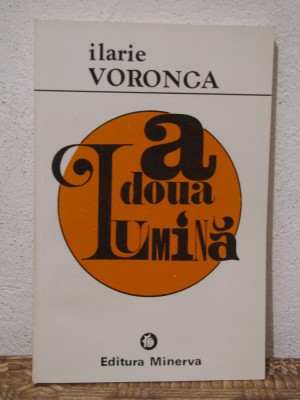 ilarie
VORONCA
a
doua
Lumină
Editura Minerva